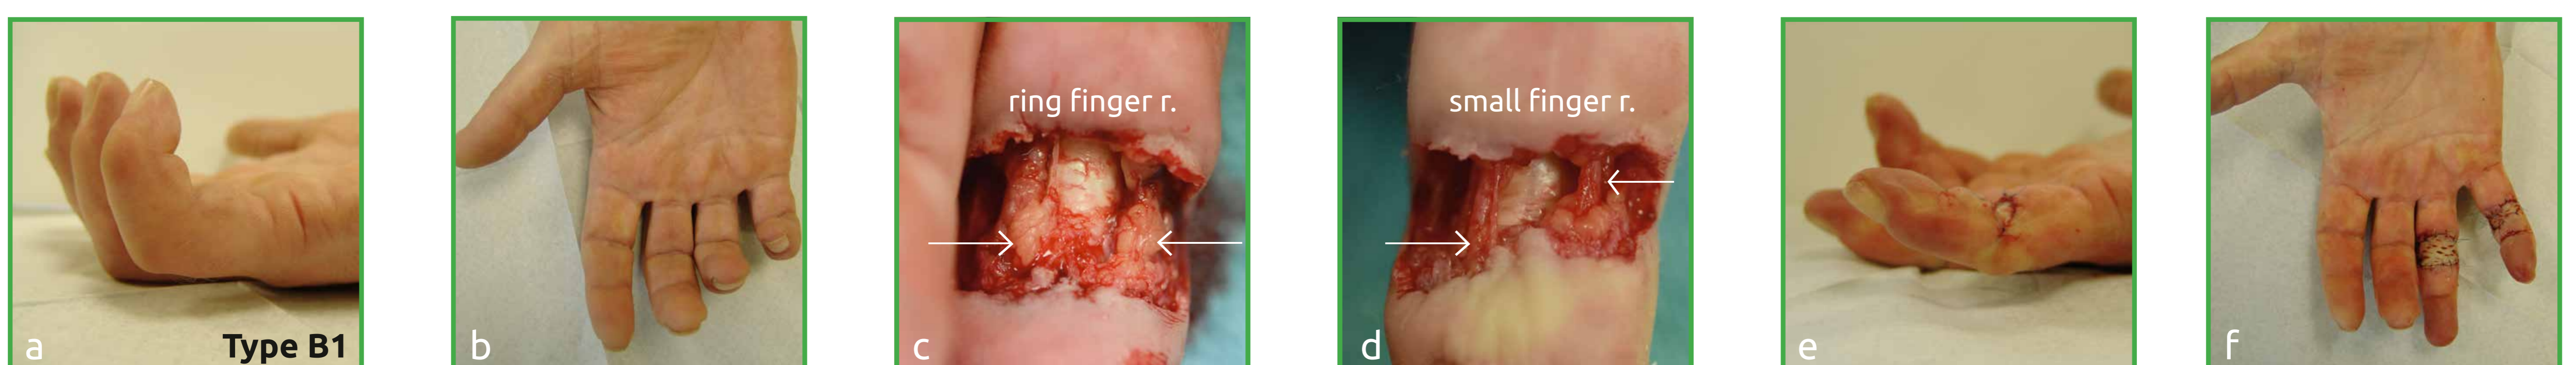 a
Type B1
b
ring finger r.
c
small finger r.
d
e
f